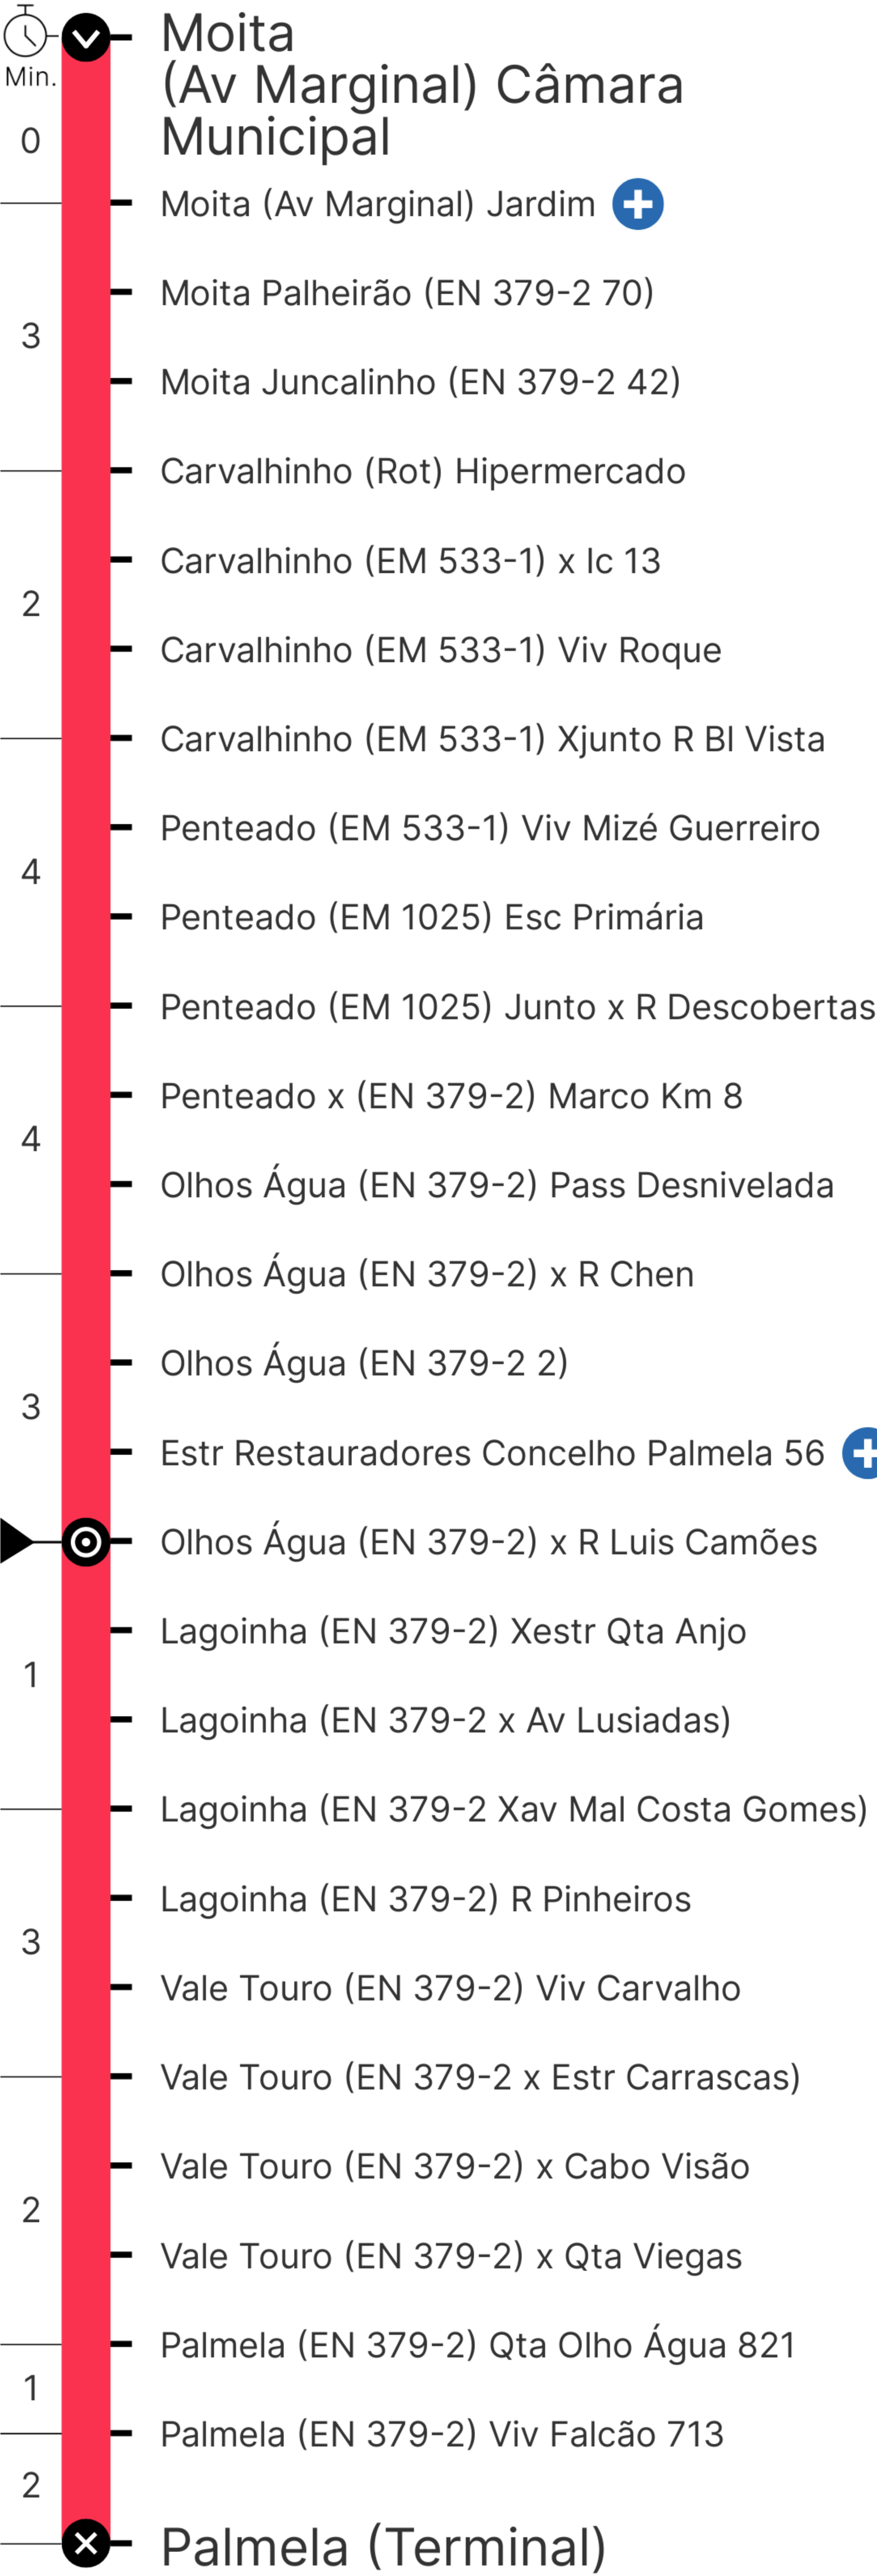 Min.
Moita
(Av Marginal) Câmara
Municipal
0
Moita (Av Marginal) Jardim
Moita Palheirão (EN 379-2 70)
3
Moita Juncalinho (EN 379-2 42)
Carvalhinho (Rot) Hipermercado
Carvalhinho (EM 533-1) x Ic 13
2
Carvalhinho (EM 533-1) Viv Roque
Carvalhinho (EM 533-1) Xjunto R Bl Vista
Penteado (EM 533-1) Viv Mizé Guerreiro
4
Penteado (EM 1025) Esc Primária
Penteado (EM 1025) Junto x R Descobertas
Penteado x (EN 379-2) Marco Km 8
4
Olhos Água (EN 379-2) Pass Desnivelada
Olhos Água (EN 379-2) x R Chen
Olhos Água (EN 379-2 2)
3
Estr Restauradores Concelho Palmela 56
Olhos Água (EN 379-2) x R Luis Camões
Lagoinha (EN 379-2) Xestr Qta Anjo
1
Lagoinha (EN 379-2 x Av Lusiadas)
Lagoinha (EN 379-2 Xav Mal Costa Gomes)
Lagoinha (EN 379-2) R Pinheiros
3
Vale Touro (EN 379-2) Viv Carvalho
Vale Touro (EN 379-2 x Estr Carrascas)
Vale Touro (EN 379-2) x Cabo Visão
2
Vale Touro (EN 379-2) x Qta Viegas
Palmela (EN 379-2) Qta Olho Água 821
1
Palmela (EN 379-2) Viv Falcão 713
2
Palmela (Terminal)